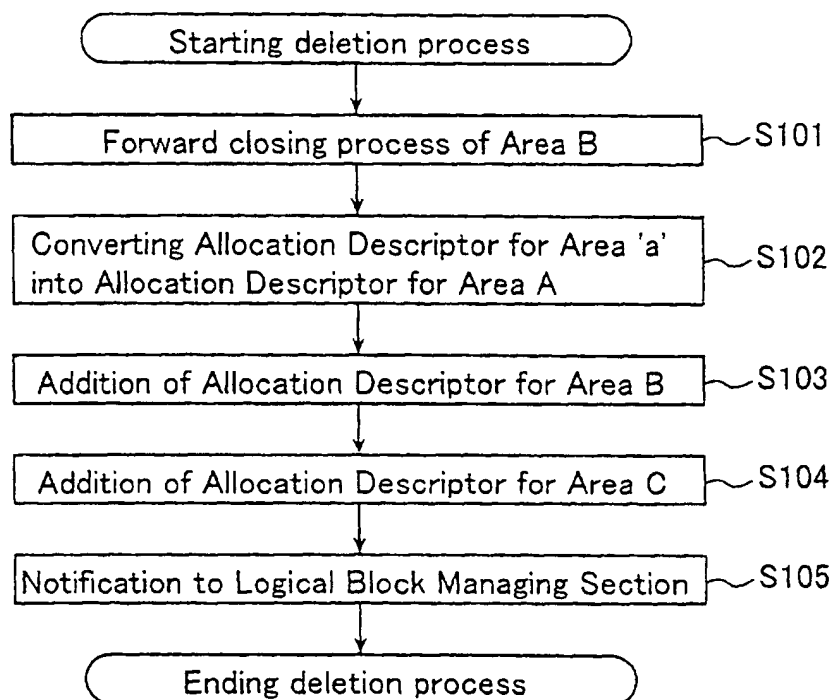 Starting deletion process
Forward closing process of Area B
S101
Converting Allocation Descriptor for Area 'a'
into Allocation Descriptor for Area A
S102
Addition of Allocation Descriptor for Area B
S103
Addition of Allocation Descriptor for Area C
S104
Notification to Logical Block Managing Section
S105
Ending deletion process